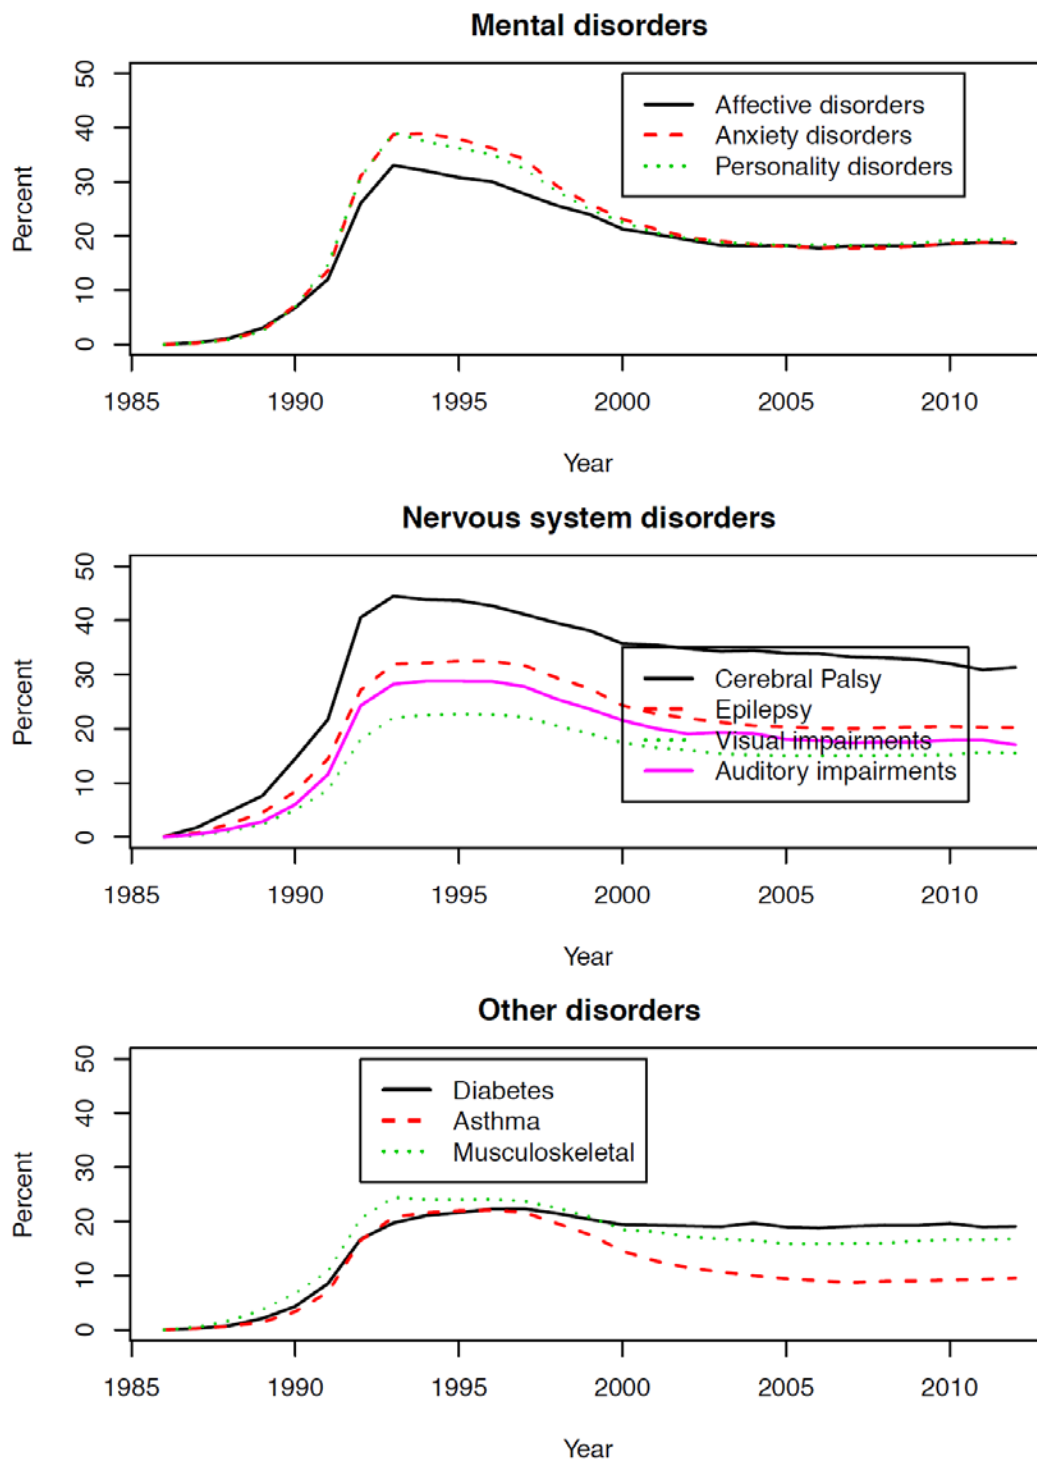 Mental disorders
50
40
30
20
10
0
Percent
Affective disorders
Anxiety disorders
Personality disorders
1985 1990 1995 2000 2005 2010
Year
Nervous system disorders
50
40
30
20
10
0
Percent
Cerebral Palsy
Epilepsy
Visual impairments
Auditory impairments
1985 1990 1995 2000 2005 2010
Year
Other disorders
50
40
30
20
10
0
Percent
Diabetes
Asthma
Musculoskeletal
1985 1990 1995 2000 2005 2010
Year